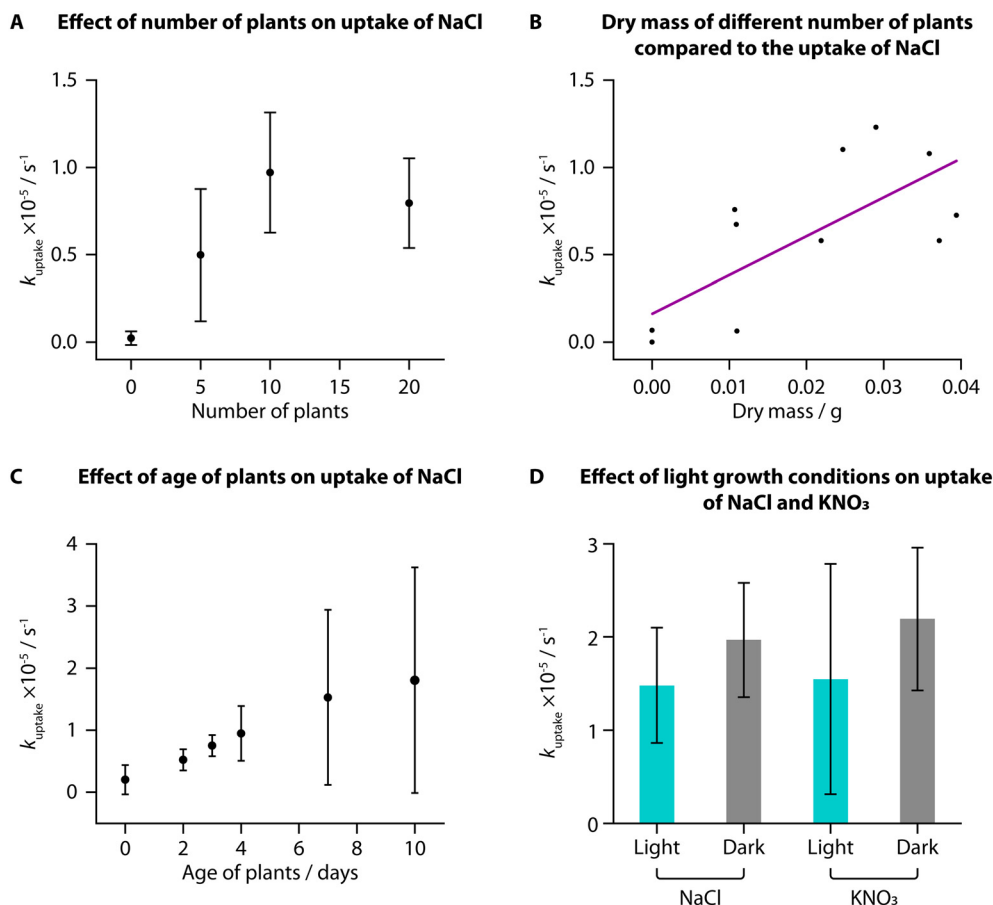 A Effect of number of plants on uptake of NaCl
1.5
1.0
0.5
0.0
k uptake ×10⁻⁵ / s⁻¹
0 5 10 15 20
Number of plants
B Dry mass of different number of plants
compared to the uptake of NaCl
1.5
1.0
0.5
0.0
k uptake ×10⁻⁵ / s⁻¹
0.00 0.01 0.02 0.03 0.04
Dry mass / g
C Effect of age of plants on uptake of NaCl
4
3
2
1
0
k uptake ×10⁻⁵ / s⁻¹
0 2 4 6 8 10
Age of plants / days
D Effect of light growth conditions on uptake
of NaCl and KNO₃
3
2
1
0
k uptake ×10⁻⁵ / s⁻¹
Light Dark Light Dark
NaCl KNO₃